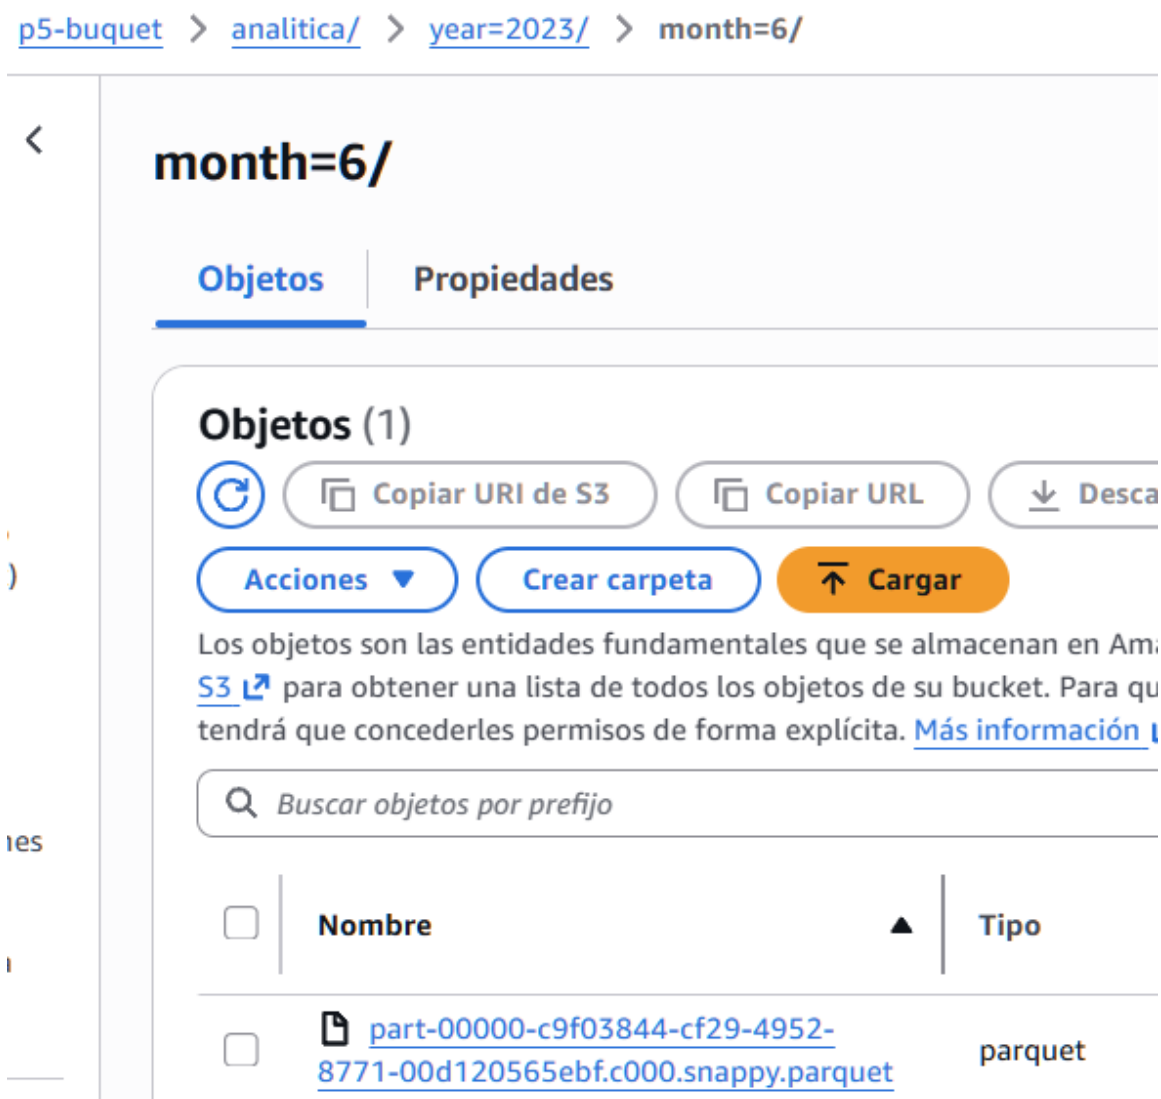 p5-buquet > analitica/ > year=2023/ > month=6/
month=6/
Objetos Propiedades
Objetos (1)
Copiar URI de S3 Copiar URL
Acciones Crear carpeta Cargar
Los objetos son las entidades fundamentales que se almacenan en
S3 para obtener una lista de todos los objetos de su bucket. Para
tendrá que concederles permisos de forma explícita. Más información
Buscar objetos por prefijo
Nombre Tipo
part-00000-c9f03844-cf29-4952- parquet
8771-00d120565ebf.c000.snappy.parquet